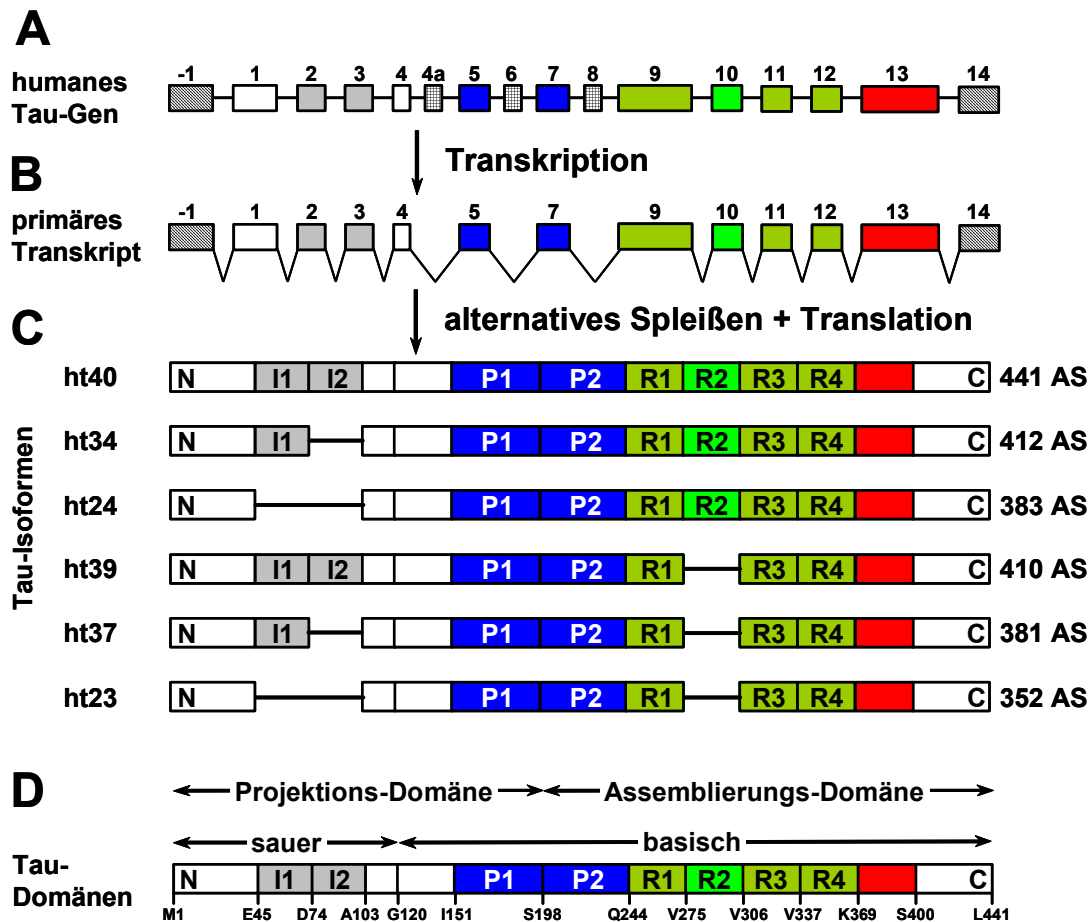 A
humanes
Tau-Gen
-1 1 2 3 4 4a 5 6 7 8 9 10 11 12 13 14
Transkription
B
primäres
Transkript
-1 1 2 3 4 5 7 9 10 11 12 13 14
alternatives Spleißen + Translation
C
Tau-Isoformen
ht40 N I1 I2 P1 P2 R1 R2 R3 R4 C 441 AS
ht34 N I1 P1 P2 R1 R2 R3 R4 C 412 AS
ht24 N P1 P2 R1 R2 R3 R4 C 383 AS
ht39 N I1 I2 P1 P2 R1 R3 R4 C 410 AS
ht37 N I1 P1 P2 R1 R3 R4 C 381 AS
ht23 N P1 P2 R1 R3 R4 C 352 AS
D
Projektions-Domäne Assemblierungs-Domäne
sauer basisch
Tau-
Domänen
N I1 I2 P1 P2 R1 R2 R3 R4 C
M1 E45 D74 A103 G120 I151 S198 Q244 V275 V306 V337 K369 S400 L441